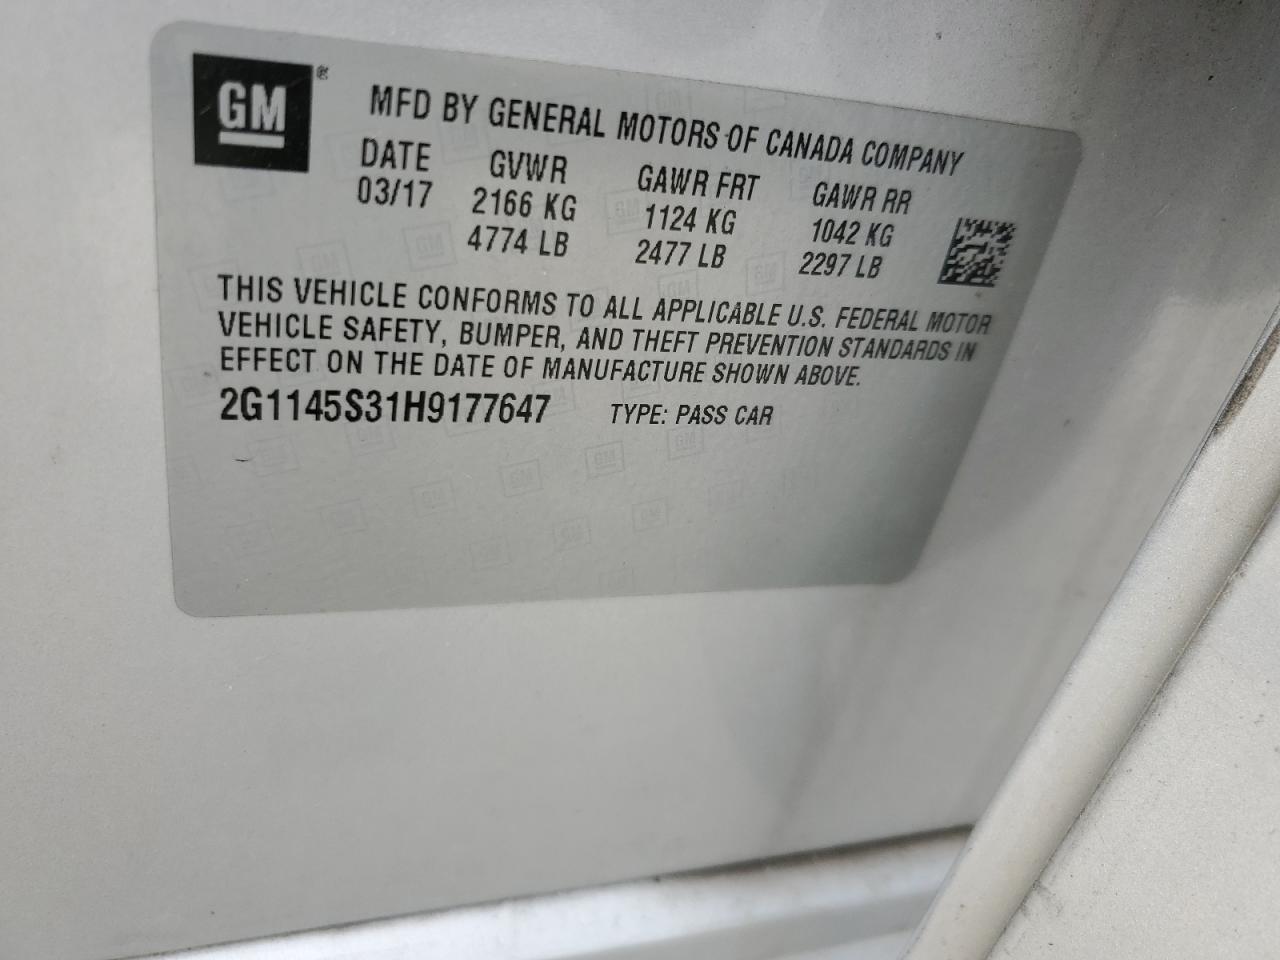 GM®
MFD BY GENERAL MOTORS OF CANADA COMPANY
DATE GVWR GAWR FRT GAWR RR
03/17 2166 KG 1124 KG 1042 KG
4774 LB 2477 LB 2297 LB
THIS VEHICLE CONFORMS TO ALL APPLICABLE U.S. FEDERAL MOTOR
VEHICLE SAFETY, BUMPER, AND THEFT PREVENTION STANDARDS IN
EFFECT ON THE DATE OF MANUFACTURE SHOWN ABOVE.
2G1145S31H9177647 TYPE: PASS CAR